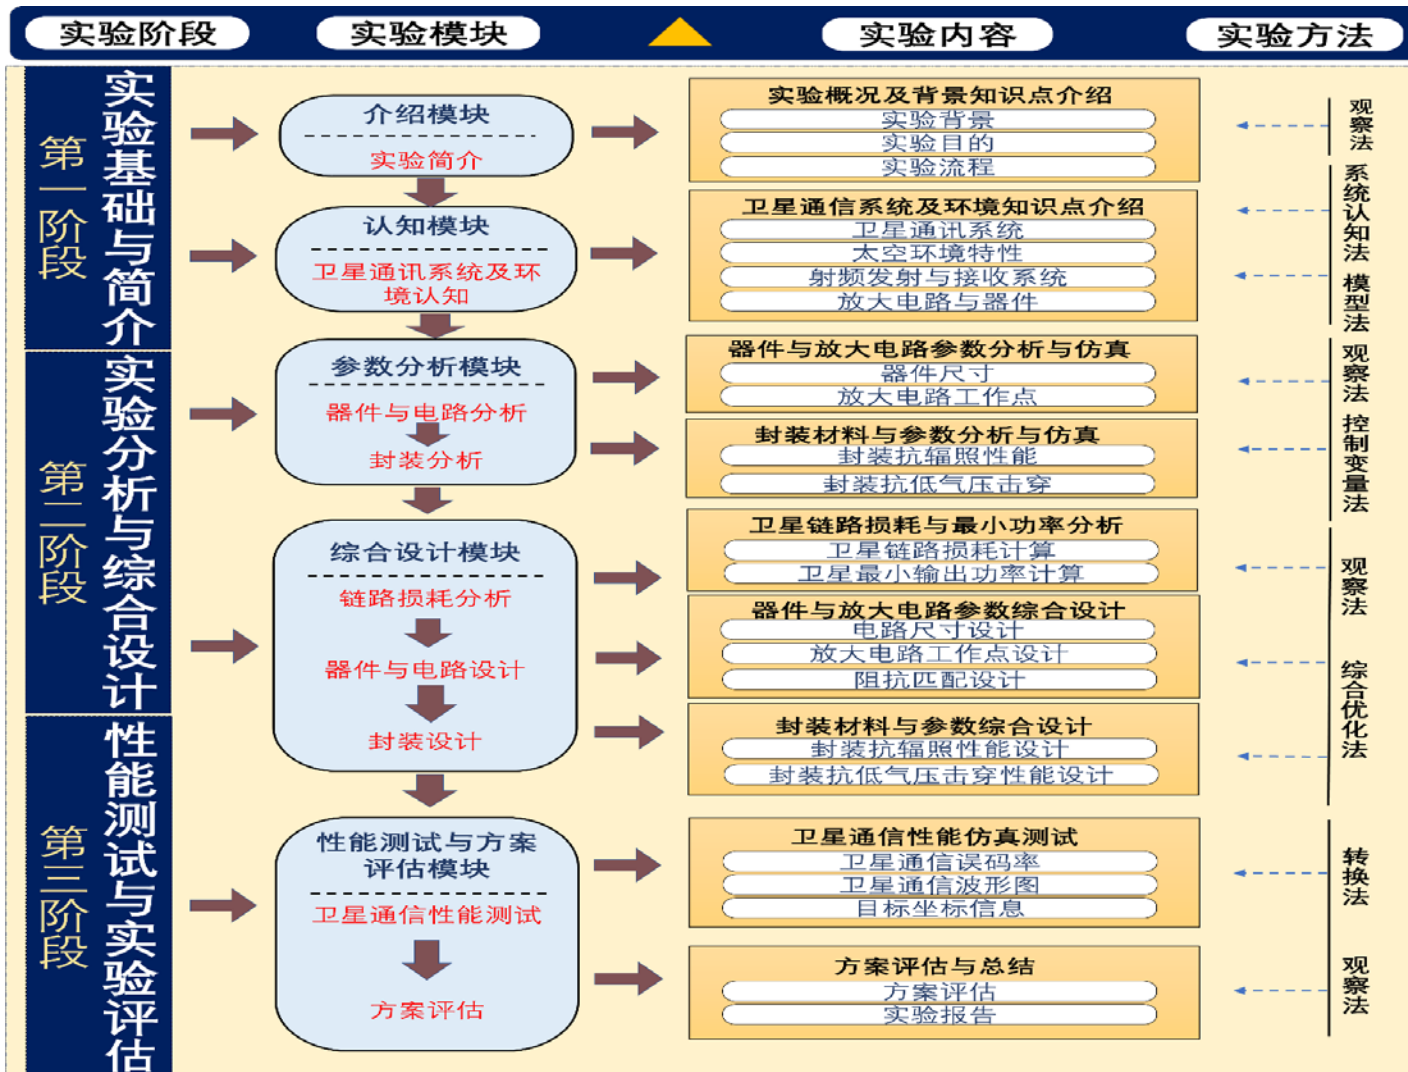 实验阶段
实验模块
实验内容
实验方法
第一阶段
实验基础与简介
介绍模块
实验简介
实验概况及背景知识点介绍
实验背景
实验目的
实验流程
观察法
认知模块
卫星通讯系统及环
境认知
卫星通信系统及环境知识点介绍
卫星通讯系统
太空环境特性
射频发射与接收系统
放大电路与器件
系统认知法
模型法
第二阶段
实验分析与综合设计
参数分析模块
器件与电路分析
封装分析
器件与放大电路参数分析与仿真
器件尺寸
放大电路工作点
封装材料与参数分析与仿真
封装抗辐照性能
封装抗低气压击穿
观察法
控制变量法
综合设计模块
链路损耗分析
器件与电路设计
封装设计
卫星链路损耗与最小功率分析
卫星链路损耗计算
卫星最小输出功率计算
器件与放大电路参数综合设计
电路尺寸设计
放大电路工作点设计
阻抗匹配设计
封装材料与参数综合设计
封装抗辐照性能设计
封装抗低气压击穿性能设计
观察法
综合优化法
第三阶段
性能测试与实验评估
性能测试与方案
评估模块
卫星通信性能测试
方案评估
卫星通信性能仿真测试
卫星通信误码率
卫星通信波形图
目标坐标信息
方案评估与总结
方案评估
实验报告
转换法
观察法